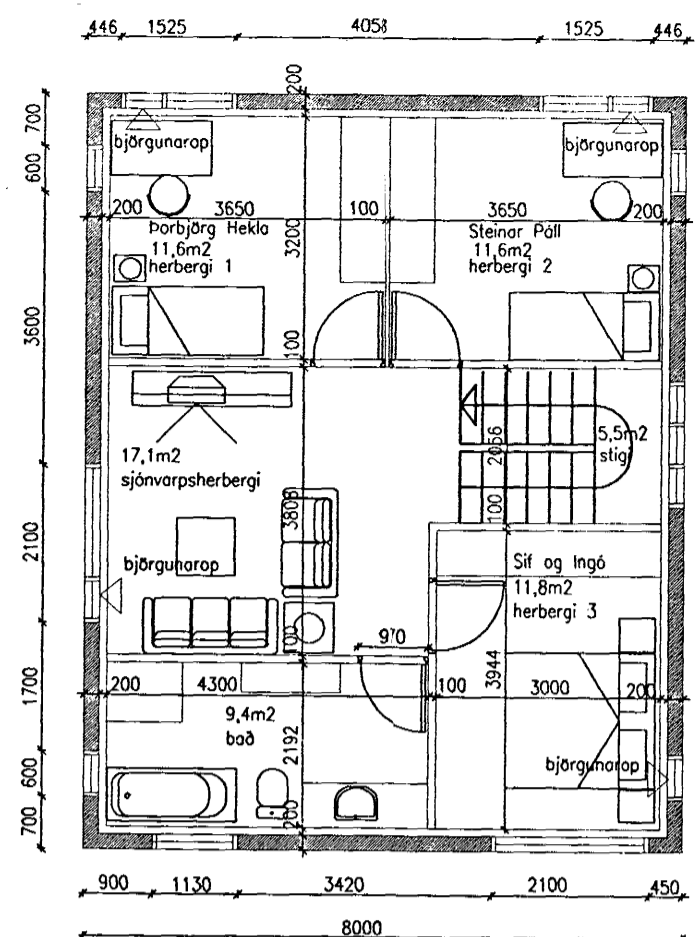 446 1525 4058 1525 446
200
700
600
3600
2100
1700
600
700
björgunarop
björgunarop
200 3650 100 3650 200
Þorbjörg Hekla
11,6m2
herbergi 1
Steinar Páll
11,6m2
herbergi 2
3200
100
17,1m2
sjónvarpsherbergi
5,5m2
stigi
2056
100
3808
björgunarop
Sif og Ingó
11,8m2
herbergi 3
970
100
200 4300 100 3000 200
3944
9,4m2
bað
2192
björgunarop
200
900 1130 3420 2100 450
8000